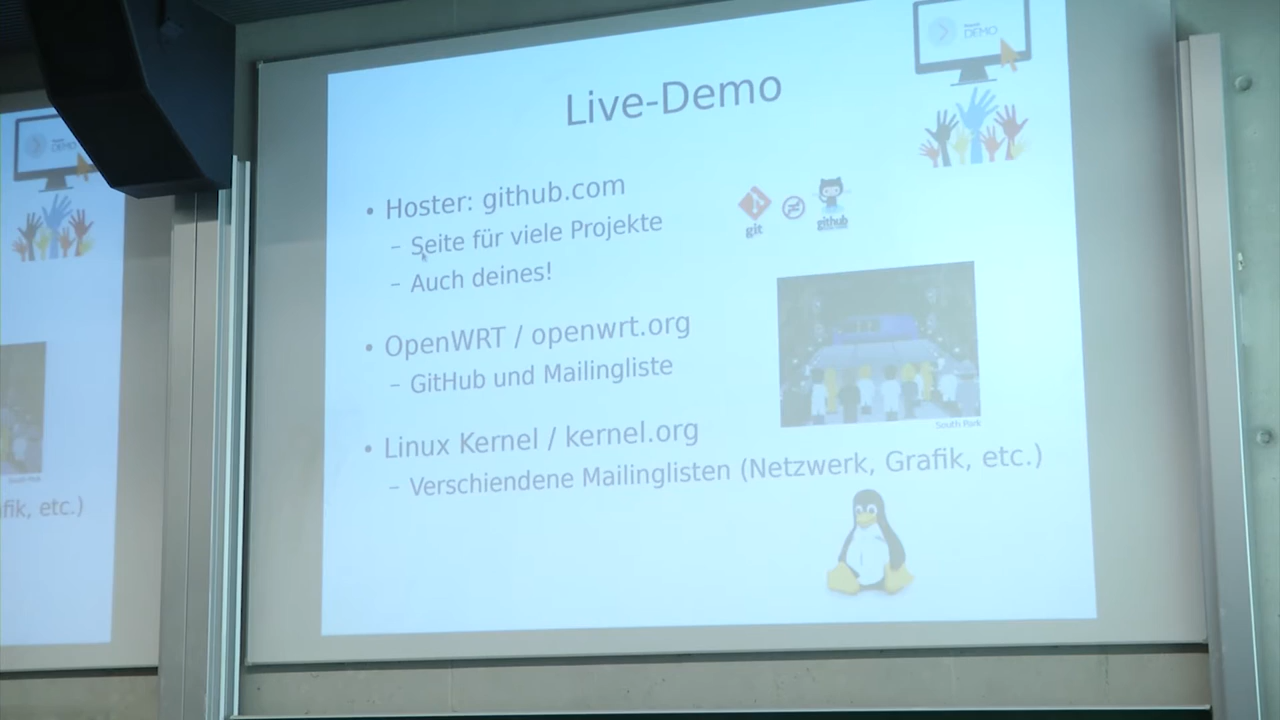 DEMO
Live-Demo
• Hoster: github.com
– Seite für viele Projekte
– Auch deines!
git
github
• OpenWRT / openwrt.org
– GitHub und Mailingliste
South Park
• Linux Kernel / kernel.org
– Verschiendene Mailinglisten (Netzwerk, Grafik, etc.)
DEMO
fik, etc.)